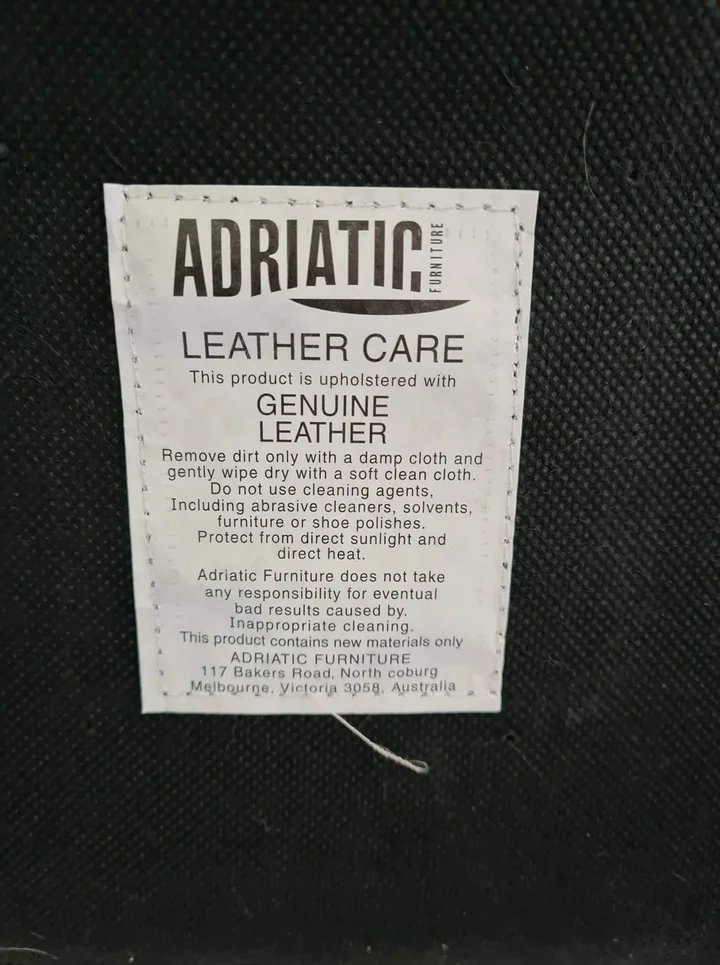 ADRIATIC FURNITURE
LEATHER CARE
This product is upholstered with
GENUINE
LEATHER
Remove dirt only with a damp cloth and
gently wipe dry with a soft clean cloth.
Do not use cleaning agents,
Including abrasive cleaners, solvents,
furniture or shoe polishes.
Protect from direct sunlight and
direct heat.
Adriatic Furniture does not take
any responsibility for eventual
bad results caused by.
Inappropriate cleaning.
This product contains new materials only
ADRIATIC FURNITURE
117 Bakers Road, North coburg
Melbourne, Victoria 3058, Australia